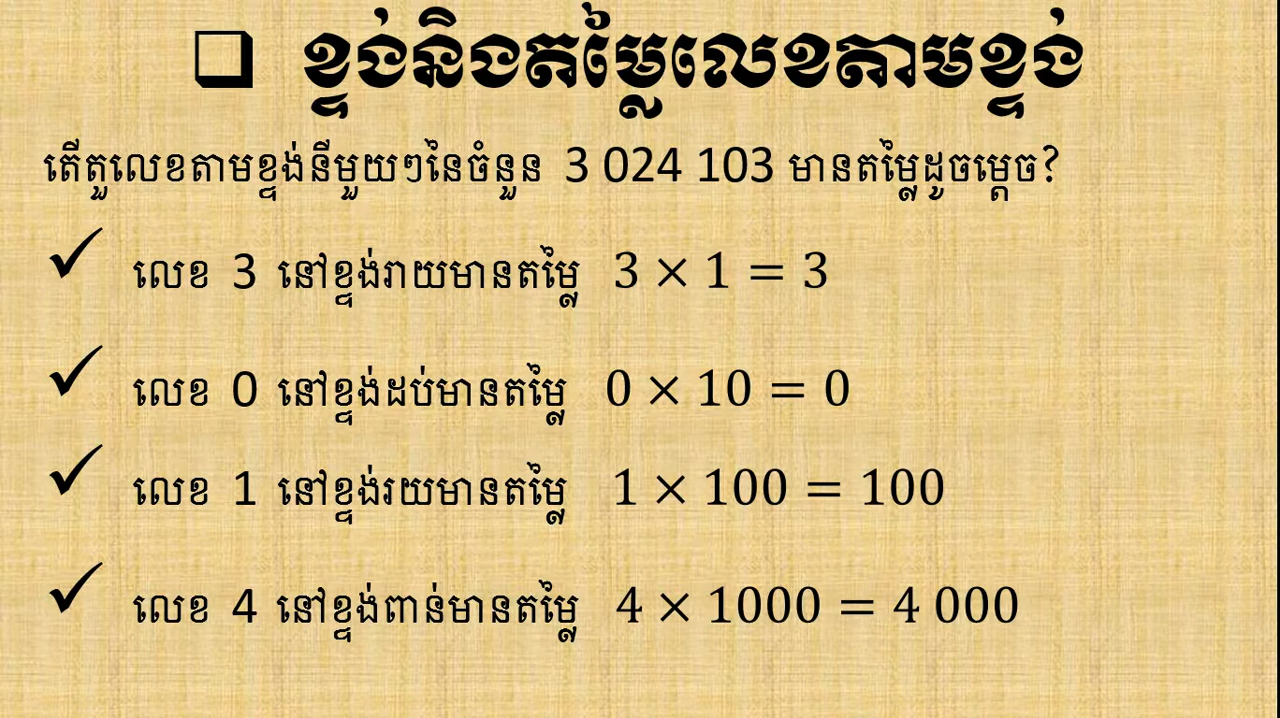 ខ្ទង់និងតម្លៃលេខតាមខ្ទង់
តើតួលេខតាមខ្ទង់នីមួយៗនៃចំនួន 3 024 103 មានតម្លៃដូចម្ដេច?
លេខ 3 នៅខ្ទង់រាយមានតម្លៃ 3 × 1 = 3
លេខ 0 នៅខ្ទង់ដប់មានតម្លៃ 0 × 10 = 0
លេខ 1 នៅខ្ទង់រយមានតម្លៃ 1 × 100 = 100
លេខ 4 នៅខ្ទង់ពាន់មានតម្លៃ 4 × 1000 = 4 000